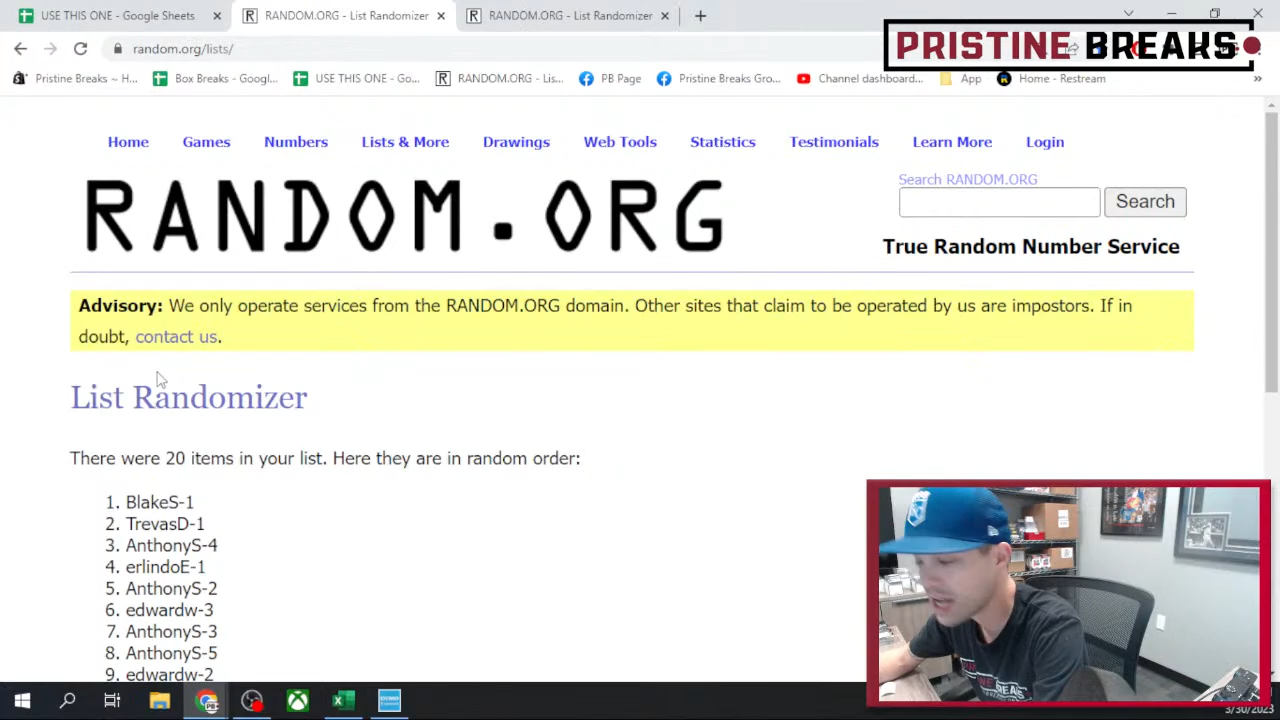 USE THIS ONE - Google Sheets
RANDOM.ORG - List Randomizer
RANDOM.ORG - List Randomizer
random.org/lists/
PRISTINE BREAKS
Pristine Breaks ~ H...
Box Breaks - Googl...
USE THIS ONE - Go...
RANDOM.ORG - Lis...
PB Page
Pristine Breaks Gro...
Channel dashboard...
App
Home - Restream
Home
Games
Numbers
Lists & More
Drawings
Web Tools
Statistics
Testimonials
Learn More
Login
RANDOM.ORG
Search RANDOM.ORG
Search
True Random Number Service
Advisory: We only operate services from the RANDOM.ORG domain. Other sites that claim to be operated by us are impostors. If in
doubt, contact us.
List Randomizer
There were 20 items in your list. Here they are in random order:
1. BlakeS-1
2. TrevasD-1
3. AnthonyS-4
4. erlindoE-1
5. AnthonyS-2
6. edwardw-3
7. AnthonyS-3
8. AnthonyS-5
9. edwardw-2
3/30/2023